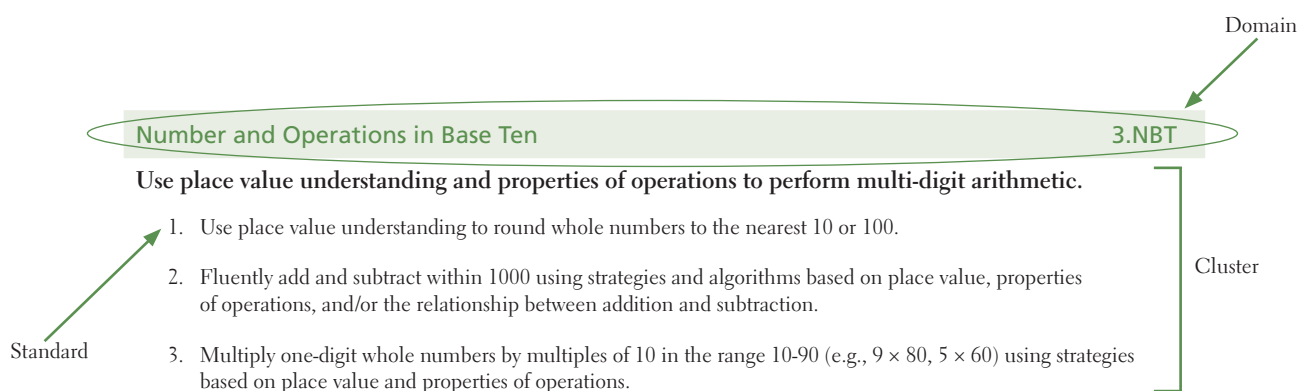 Domain
Number and Operations in Base Ten 3.NBT
Use place value understanding and properties of operations to perform multi-digit arithmetic.
1. Use place value understanding to round whole numbers to the nearest 10 or 100.
2. Fluently add and subtract within 1000 using strategies and algorithms based on place value, properties
of operations, and/or the relationship between addition and subtraction.
Cluster
Standard
3. Multiply one-digit whole numbers by multiples of 10 in the range 10-90 (e.g., 9 × 80, 5 × 60) using strategies
based on place value and properties of operations.